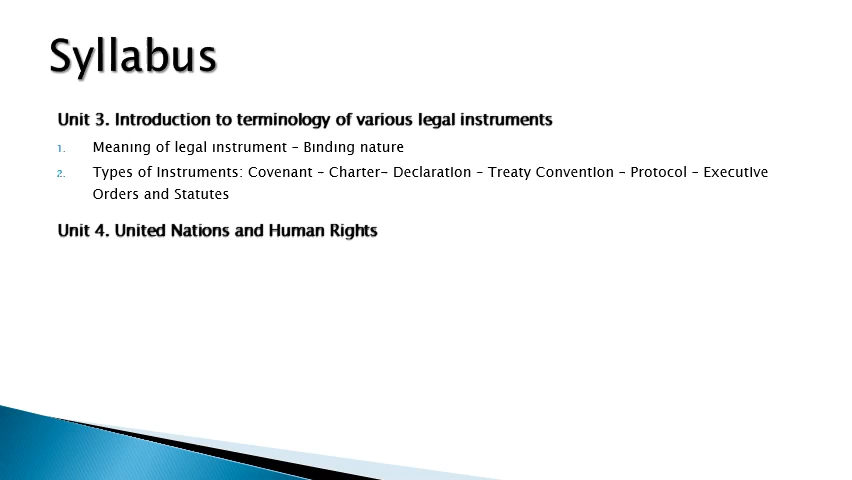 Syllabus
Unit 3. Introduction to terminology of various legal instruments
1. Meaning of legal instrument – Binding nature
2. Types of Instruments: Covenant – Charter- Declaration – Treaty Convention – Protocol – Executive
Orders and Statutes
Unit 4. United Nations and Human Rights